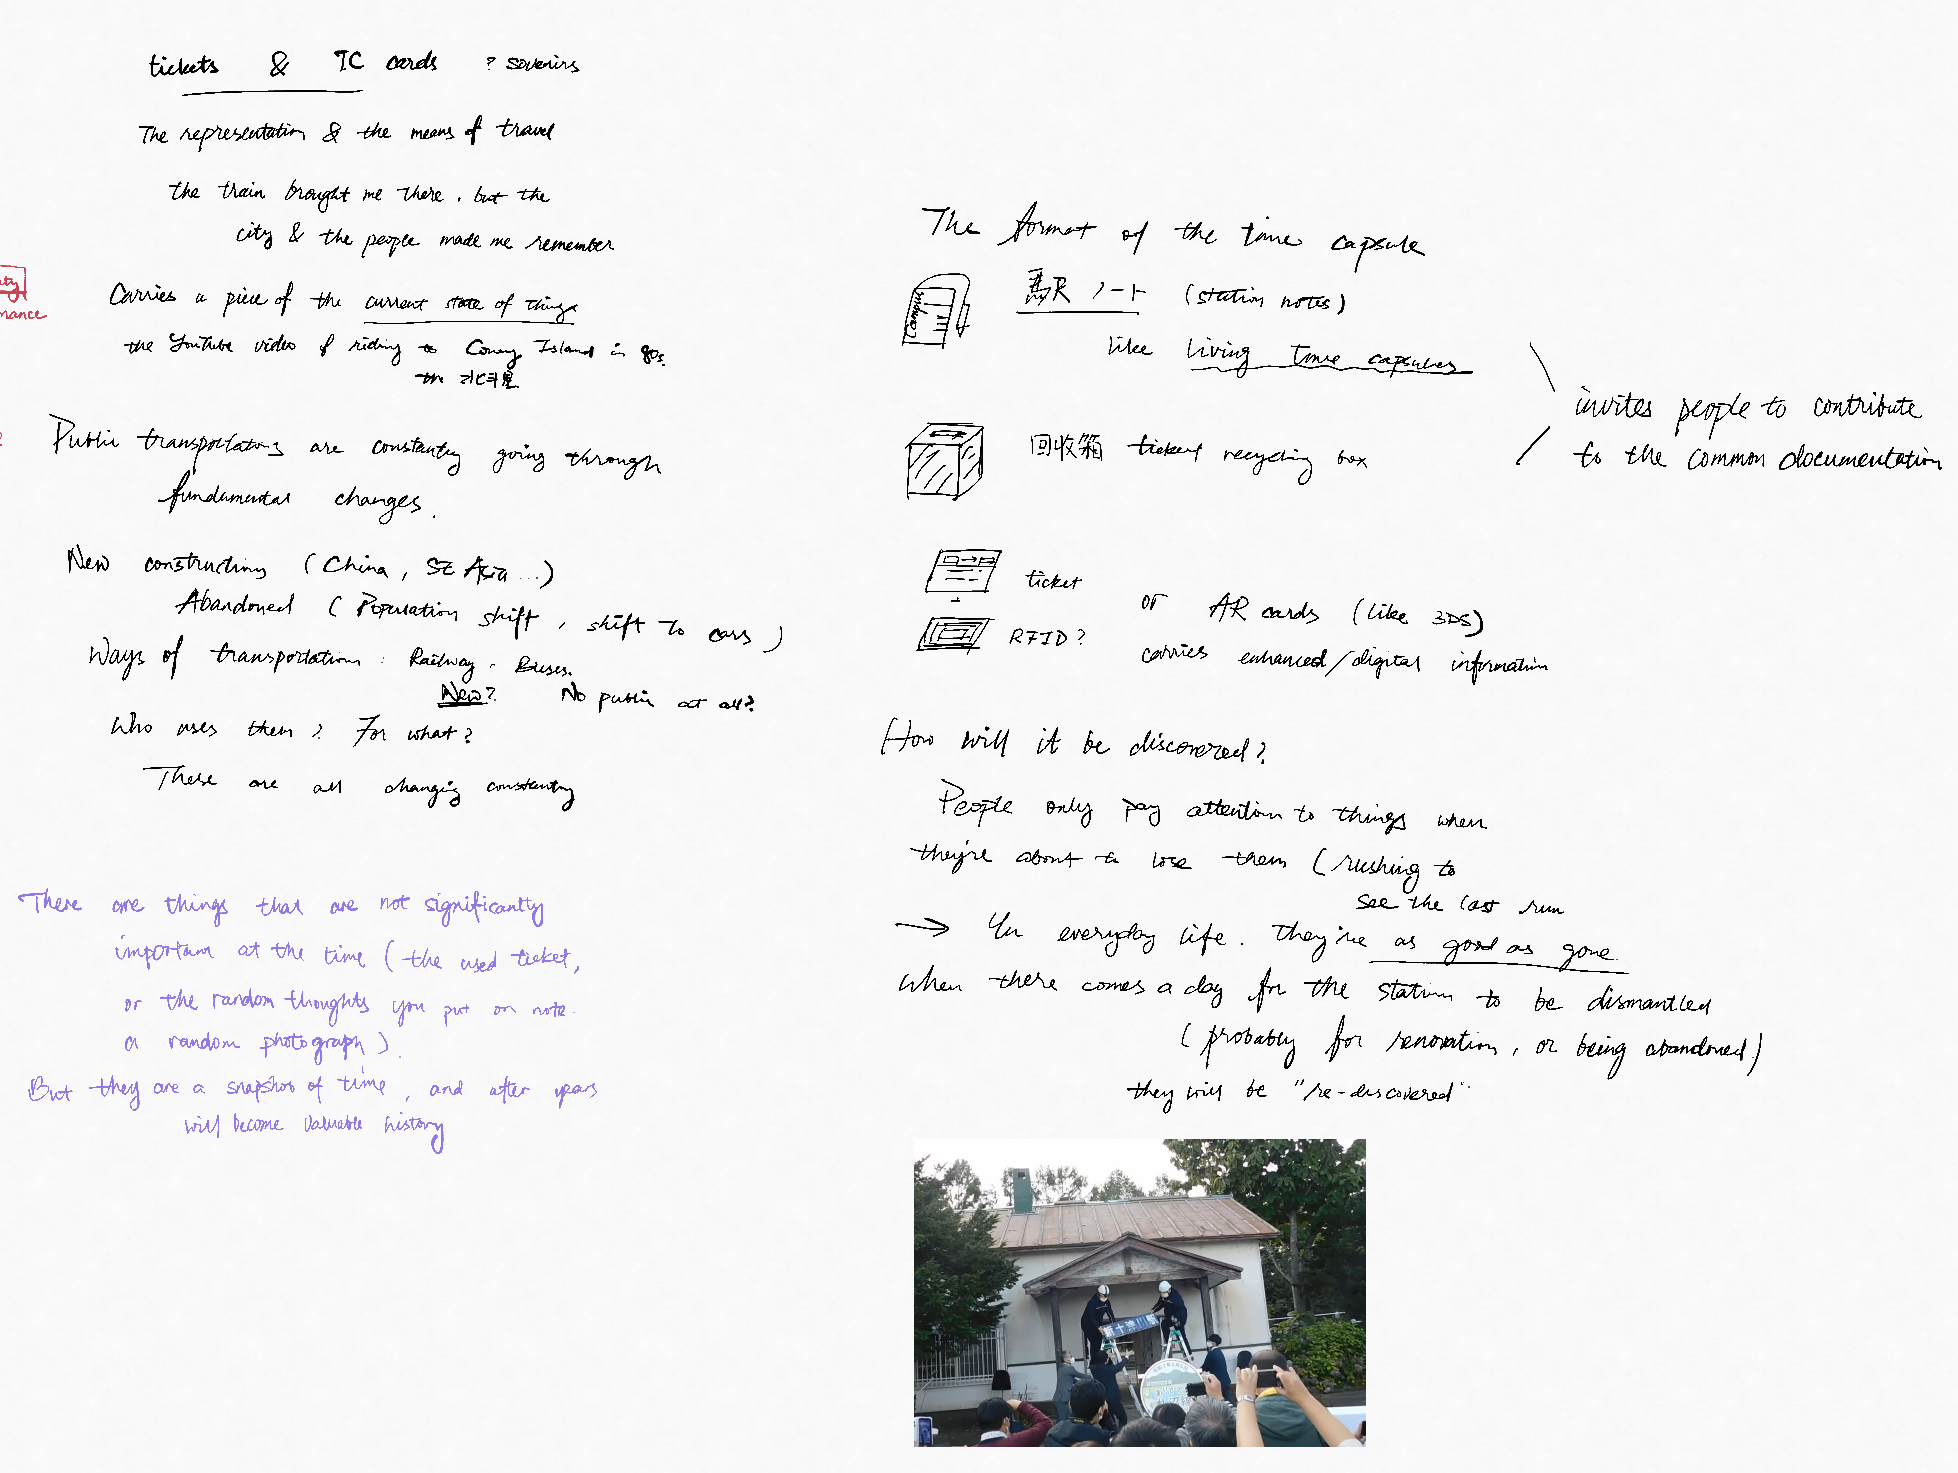 tickets & IC cards ? sovenirs
The representation & the means of travel
the train brought me there, but the
city & the people made me remember
Carries a piece of the current state of things
the YouTube video of riding to Coney Island in 80s.
the 北斗星
Public transportations are constantly going through
fundamental changes.
New constructions (China, SE Asia ...)
Abandoned (Population shift, shift to cars)
Ways of transportation: Railway. Buses.
New? No public at all?
Who uses them? For what?
These are all changing constantly
There are things that are not significantly
important at the time (the used ticket,
or the random thoughts you put on note.
a random photograph).
But they are a snapshot of time, and after years
will become valuable history
The format of the time capsule
Campus
駅ノート (station notes)
like living time capsules
回收箱 ticket recycling box
invites people to contribute
to the common documentation
ticket
RFID?
or AR cards (like 3DS)
carries enhanced/digital information
How will it be discovered?
People only pay attention to things when
they're about to lose them (rushing to
see the last run
→ In everyday life. they're as good as gone
when there comes a day for the station to be dismantled
(probably for renovation, or being abandoned)
they will be "re-discovered"
新十津川駅